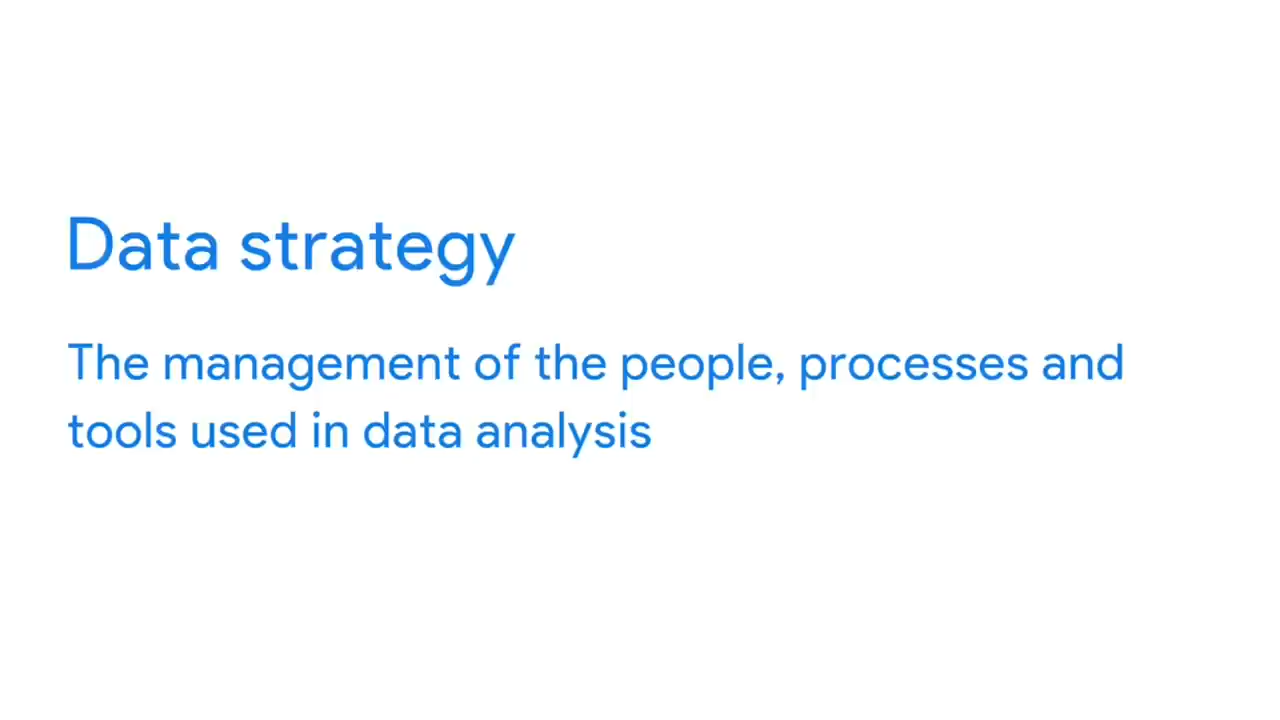 Data strategy
The management of the people, processes and
tools used in data analysis